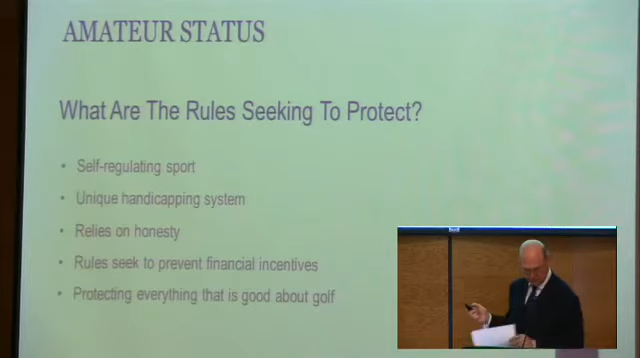 AMATEUR STATUS
What Are The Rules Seeking To Protect?
• Self-regulating sport
• Unique handicapping system
• Relies on honesty
• Rules seek to prevent financial incentives
• Protecting everything that is good about golf